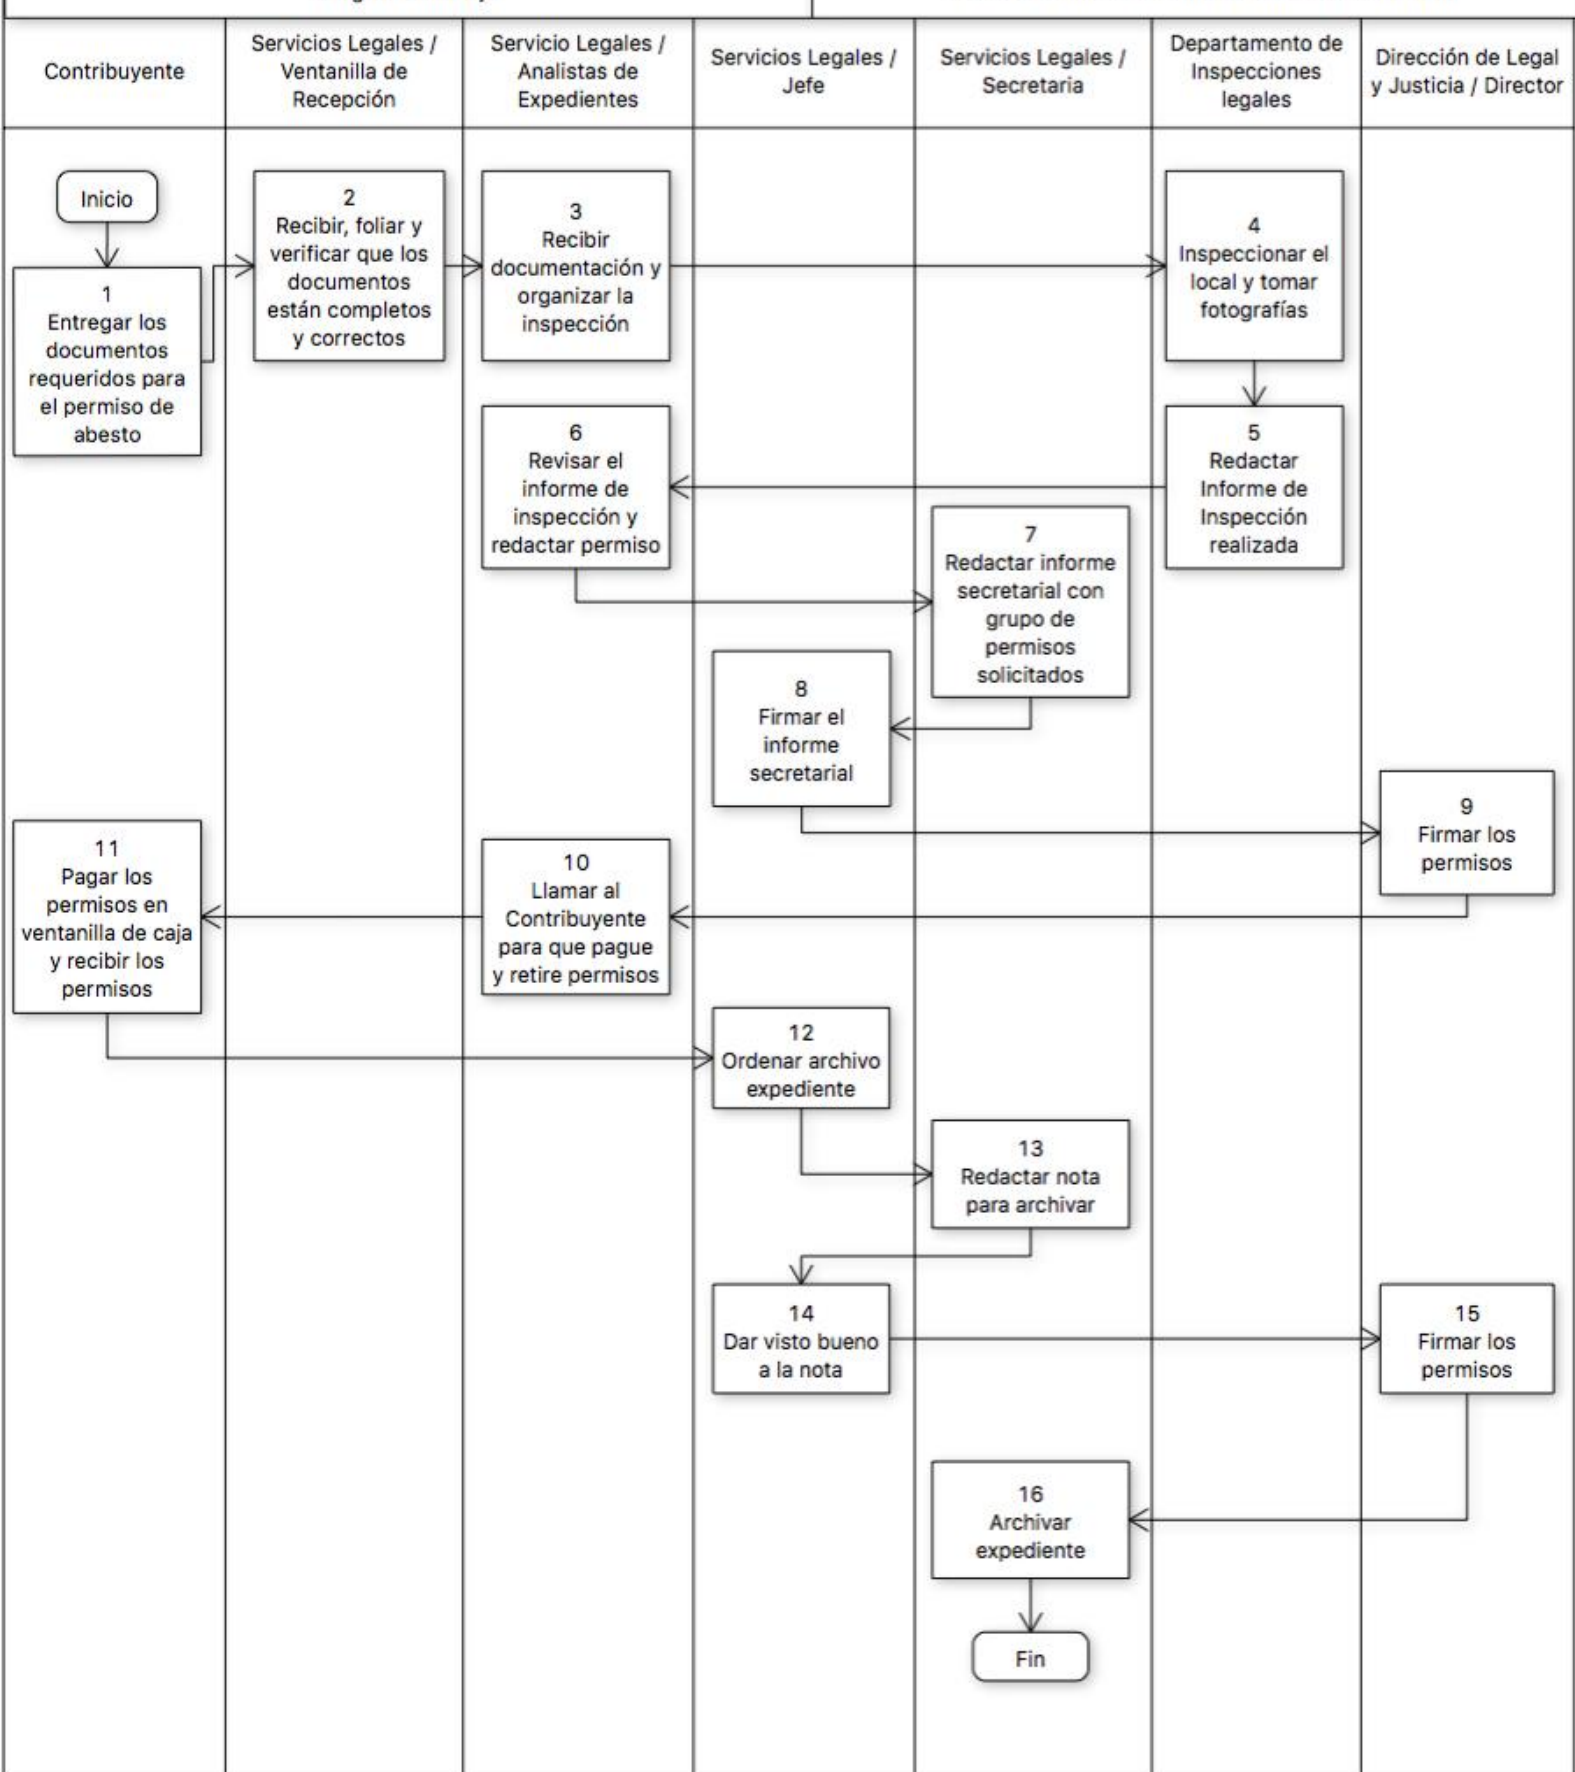 Contribuyente
Servicios Legales /
Ventanilla de
Recepción
Servicio Legales /
Analistas de
Expedientes
Servicios Legales /
Jefe
Servicios Legales /
Secretaria
Departamento de
Inspecciones
legales
Dirección de Legal
y Justicia / Director
Inicio
1
Entregar los
documentos
requeridos para
el permiso de
abesto
2
Recibir, foliar y
verificar que los
documentos
están completos
y correctos
3
Recibir
documentación y
organizar la
inspección
4
Inspeccionar el
local y tomar
fotografías
5
Redactar
Informe de
Inspección
realizada
6
Revisar el
informe de
inspección y
redactar permiso
7
Redactar informe
secretarial con
grupo de
permisos
solicitados
8
Firmar el
informe
secretarial
9
Firmar los
permisos
10
Llamar al
Contribuyente
para que pague
y retire permisos
11
Pagar los
permisos en
ventanilla de caja
y recibir los
permisos
12
Ordenar archivo
expediente
13
Redactar nota
para archivar
14
Dar visto bueno
a la nota
15
Firmar los
permisos
16
Archivar
expediente
Fin